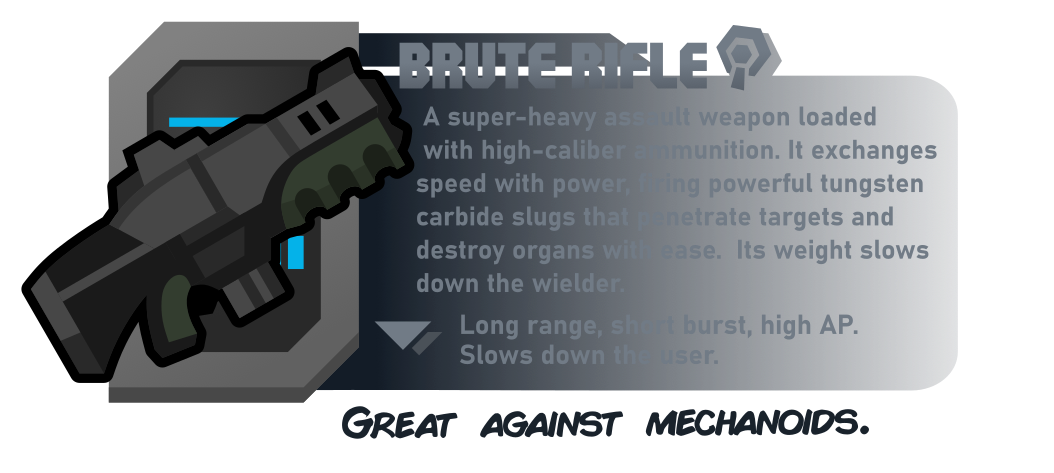 BRUTE RIFLE
A super-heavy assault weapon loaded
with high-caliber ammunition. It exchanges
speed with power, firing powerful tungsten
carbide slugs that penetrate targets and
destroy organs with ease. Its weight slows
down the wielder.
Long range, short burst, high AP.
Slows down the user.
GREAT AGAINST MECHANOIDS.